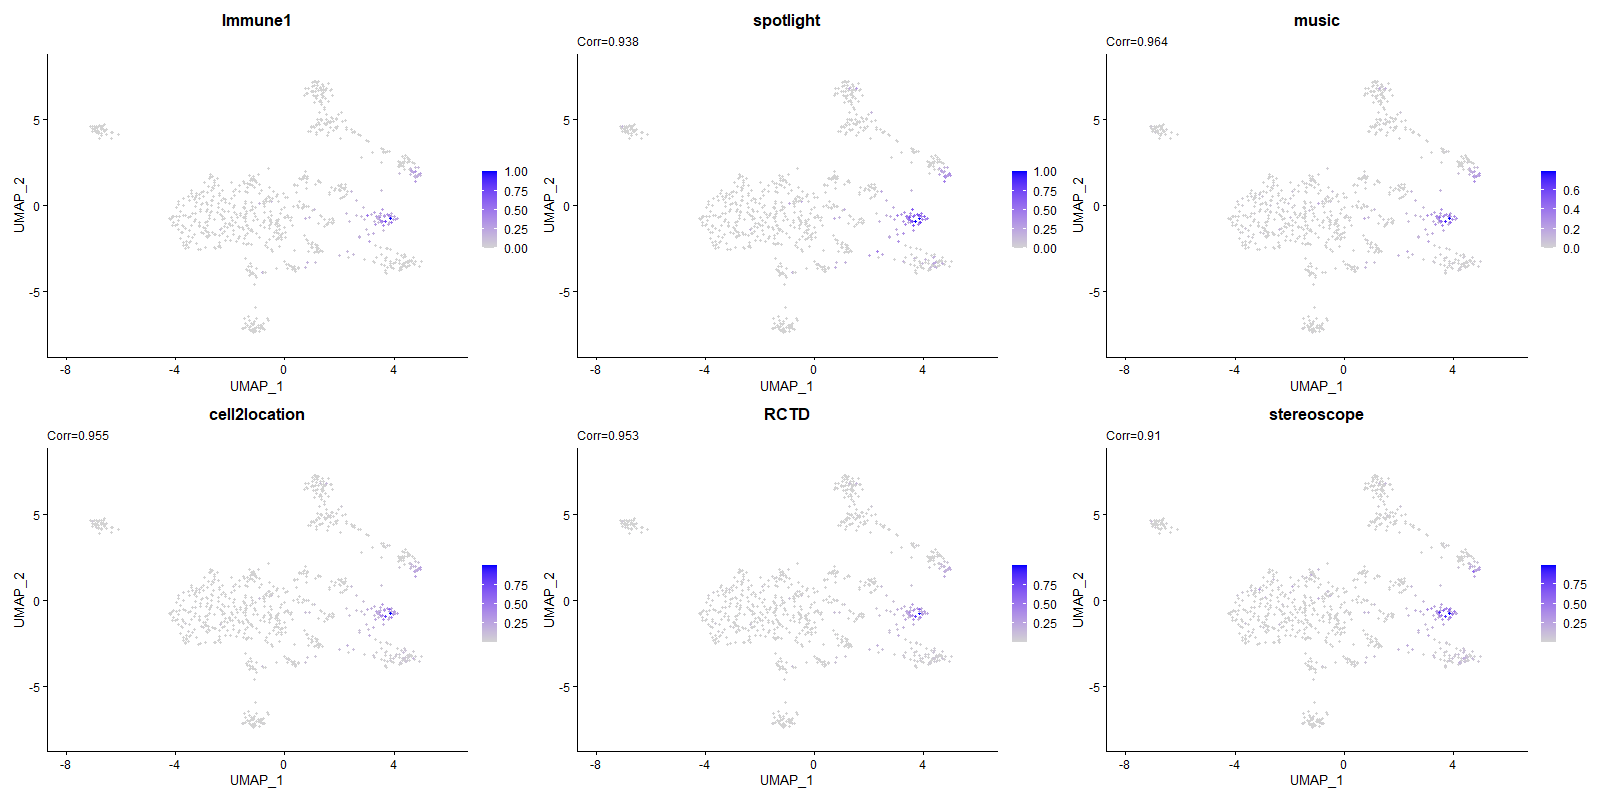 Immune1
5
0
-5
-8
-4
0
4
UMAP_1
UMAP_2
1.00
0.75
0.50
0.25
0.00
spotlight
Corr=0.938
5
0
-5
-8
-4
0
4
UMAP_1
UMAP_2
1.00
0.75
0.50
0.25
0.00
music
Corr=0.964
5
0
-5
-8
-4
0
4
UMAP_1
UMAP_2
0.6
0.4
0.2
0.0
cell2location
Corr=0.955
5
0
-5
-8
-4
0
4
UMAP_1
UMAP_2
0.75
0.50
0.25
RCTD
Corr=0.953
5
0
-5
-8
-4
0
4
UMAP_1
UMAP_2
0.75
0.50
0.25
stereoscope
Corr=0.91
5
0
-5
-8
-4
0
4
UMAP_1
UMAP_2
0.75
0.50
0.25